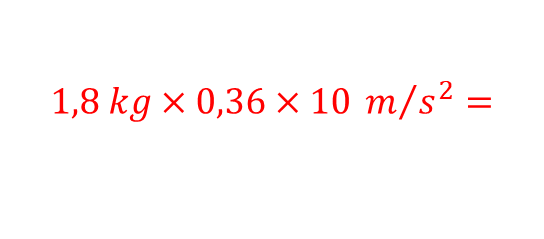 1,8 kg × 0,36 × 10 m/s² =